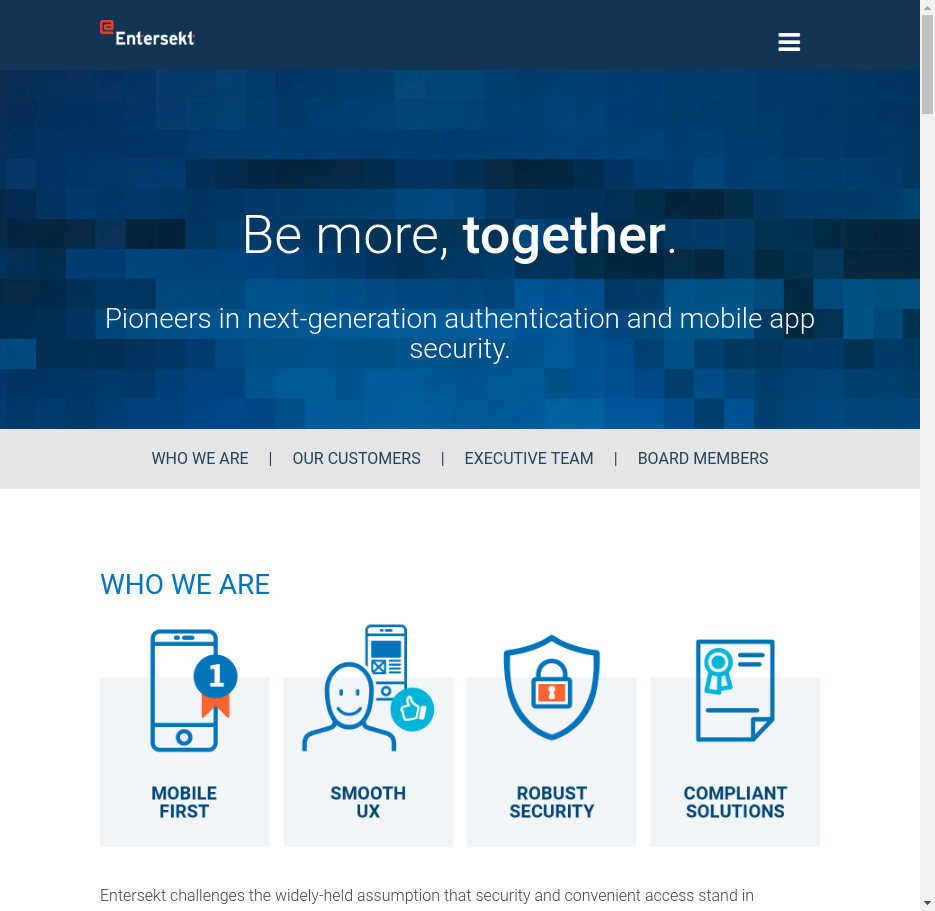 Entersekt
Be more, together.
Pioneers in next-generation authentication and mobile app
security.
WHO WE ARE | OUR CUSTOMERS | EXECUTIVE TEAM | BOARD MEMBERS
WHO WE ARE
1
MOBILE
FIRST
SMOOTH
UX
ROBUST
SECURITY
COMPLIANT
SOLUTIONS
Entersekt challenges the widely-held assumption that security and convenient access stand in